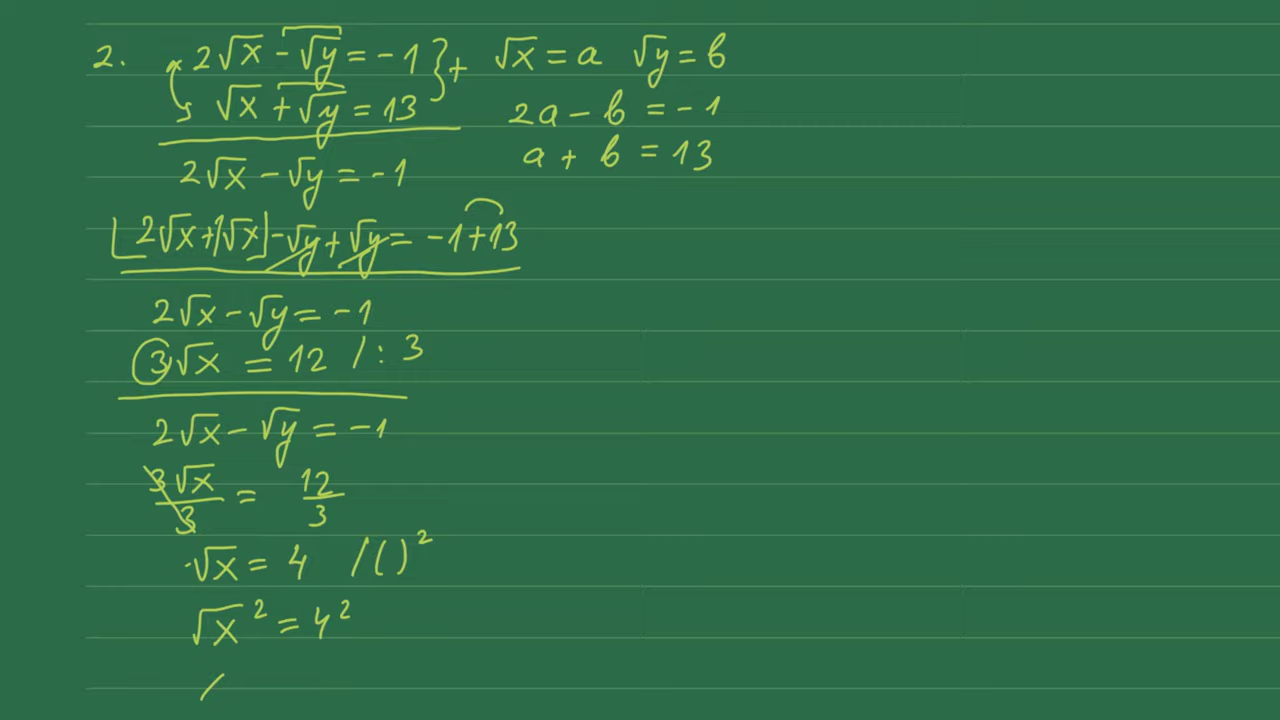 2. 2√x - √y = -1 } + √x = a √y = b
√x + √y = 13 2a - b = -1
2√x - √y = -1 a + b = 13
[2√x + 1√x] - √y + √y = -1 + 13
2√x - √y = -1
3√x = 12 / : 3
2√x - √y = -1
3√x/3 = 12/3
√x = 4 / ( )²
√x² = 4²